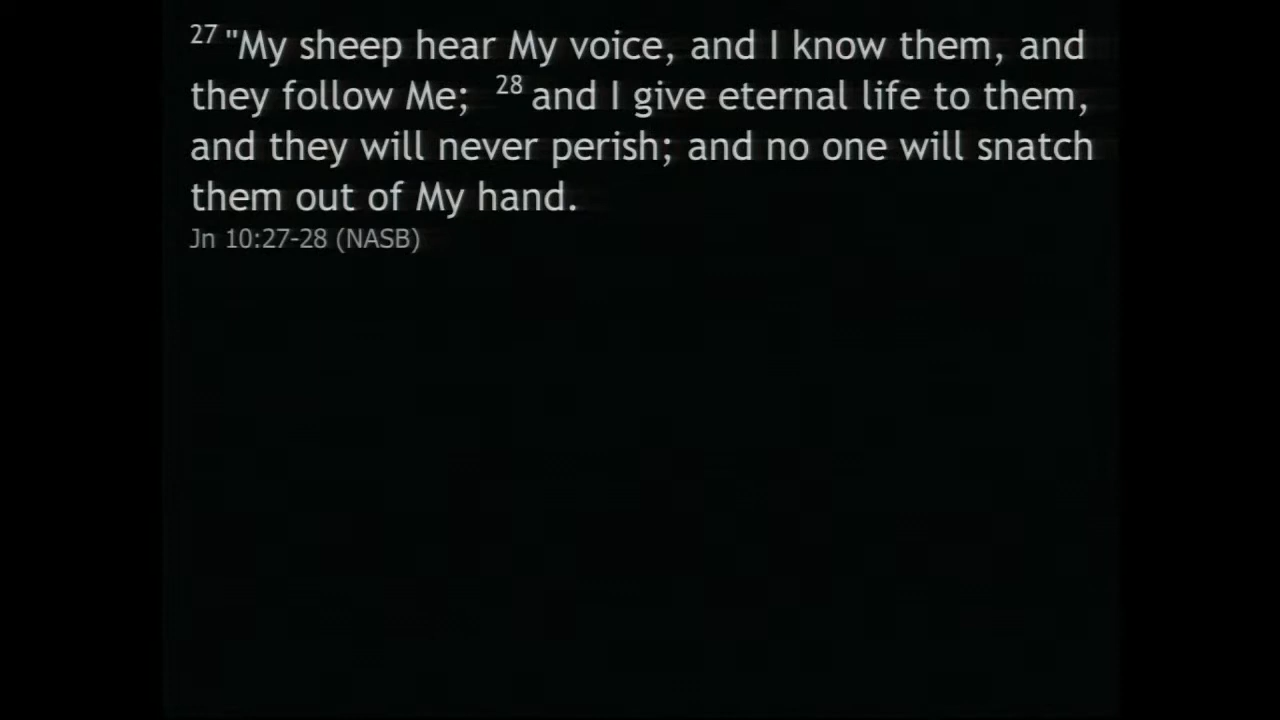 27 "My sheep hear My voice, and I know them, and
they follow Me; 28 and I give eternal life to them,
and they will never perish; and no one will snatch
them out of My hand.
Jn 10:27-28 (NASB)